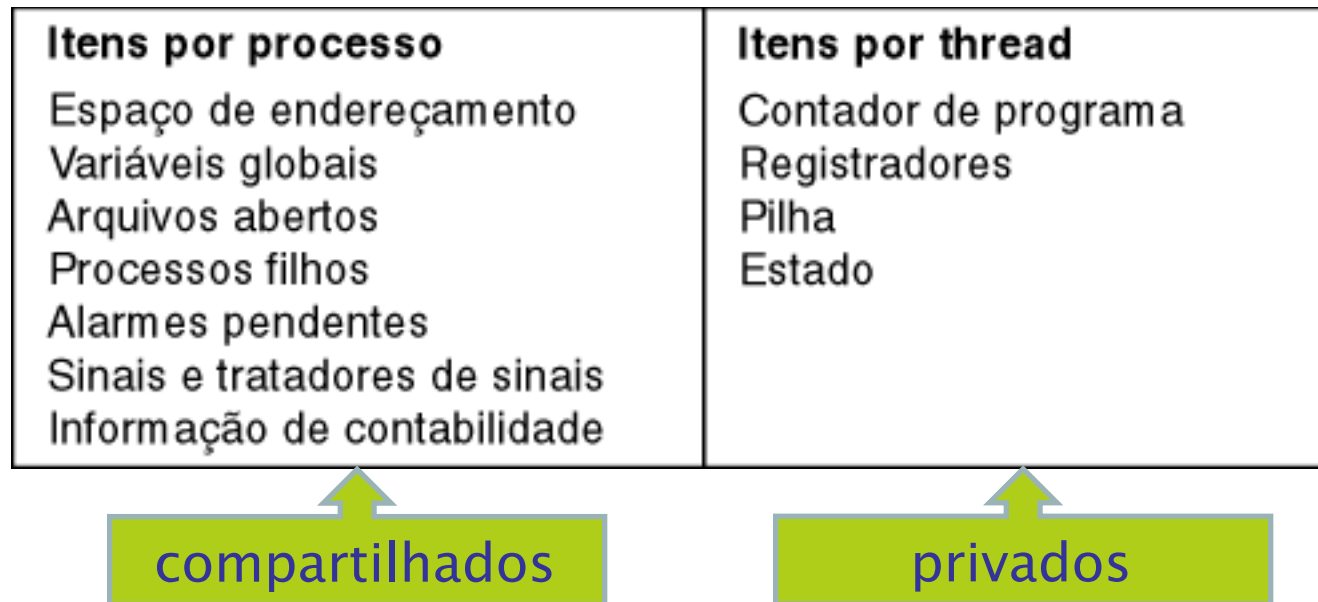 Itens por processo
Espaço de endereçamento
Variáveis globais
Arquivos abertos
Processos filhos
Alarmes pendentes
Sinais e tratadores de sinais
Informação de contabilidade
Itens por thread
Contador de programa
Registradores
Pilha
Estado
compartilhados
privados